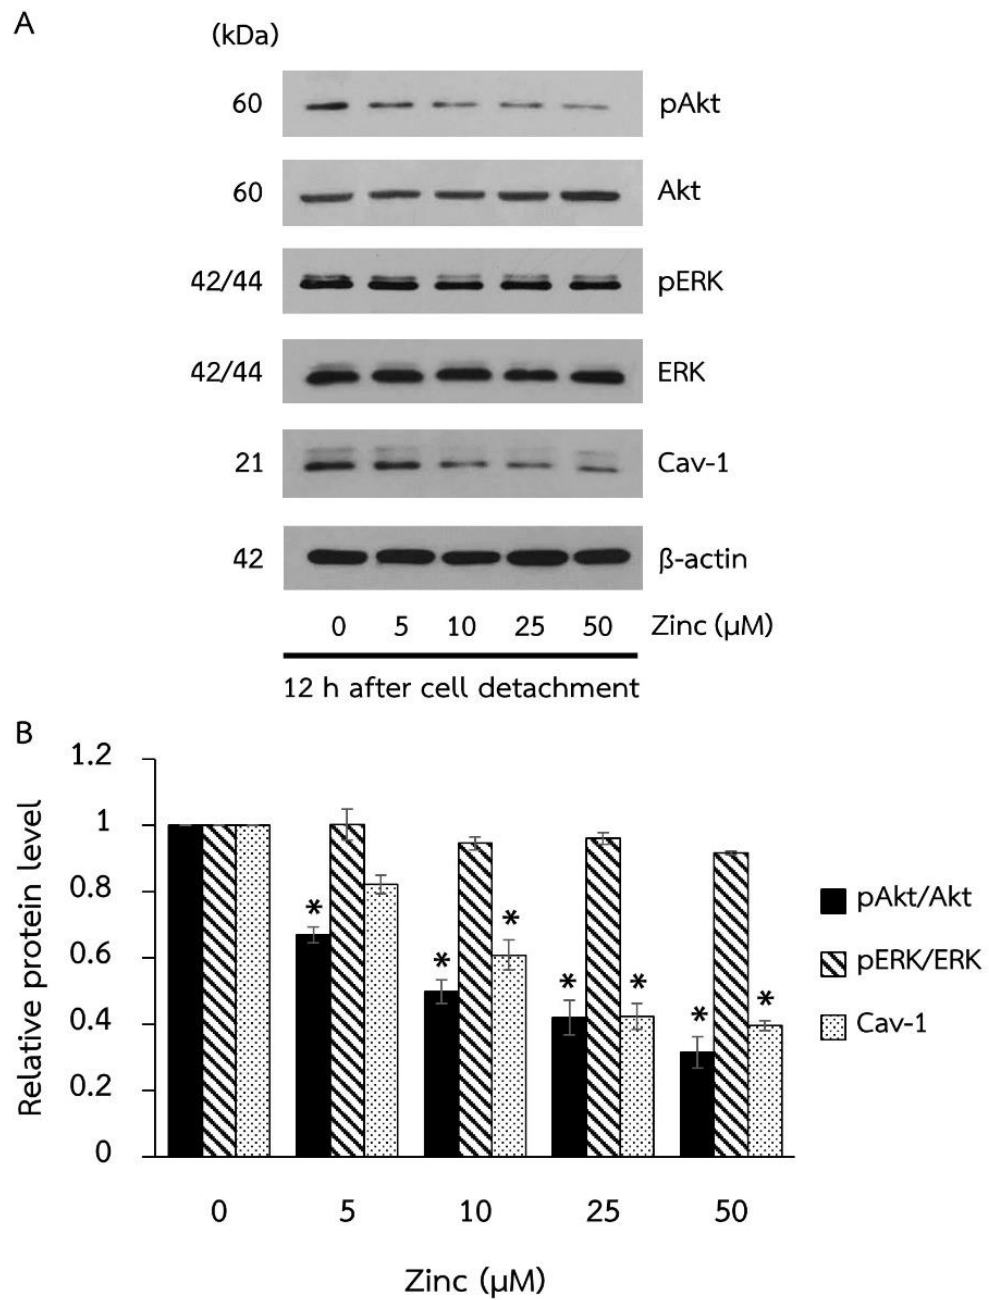 A
(kDa)
60 pAkt
60 Akt
42/44 pERK
42/44 ERK
21 Cav-1
42 ß-actin
0 5 10 25 50 Zinc (µM)
12 h after cell detachment
B
Relative protein level
1.2
1
0.8
0.6
0.4
0.2
0
* * * * * * *
pAkt/Akt
pERK/ERK
Cav-1
0 5 10 25 50
Zinc (µM)